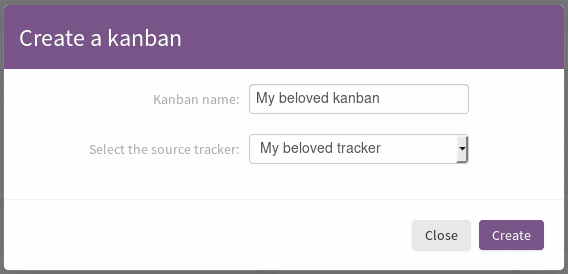 Create a kanban
Kanban name: My beloved kanban
Select the source tracker: My beloved tracker
Close Create